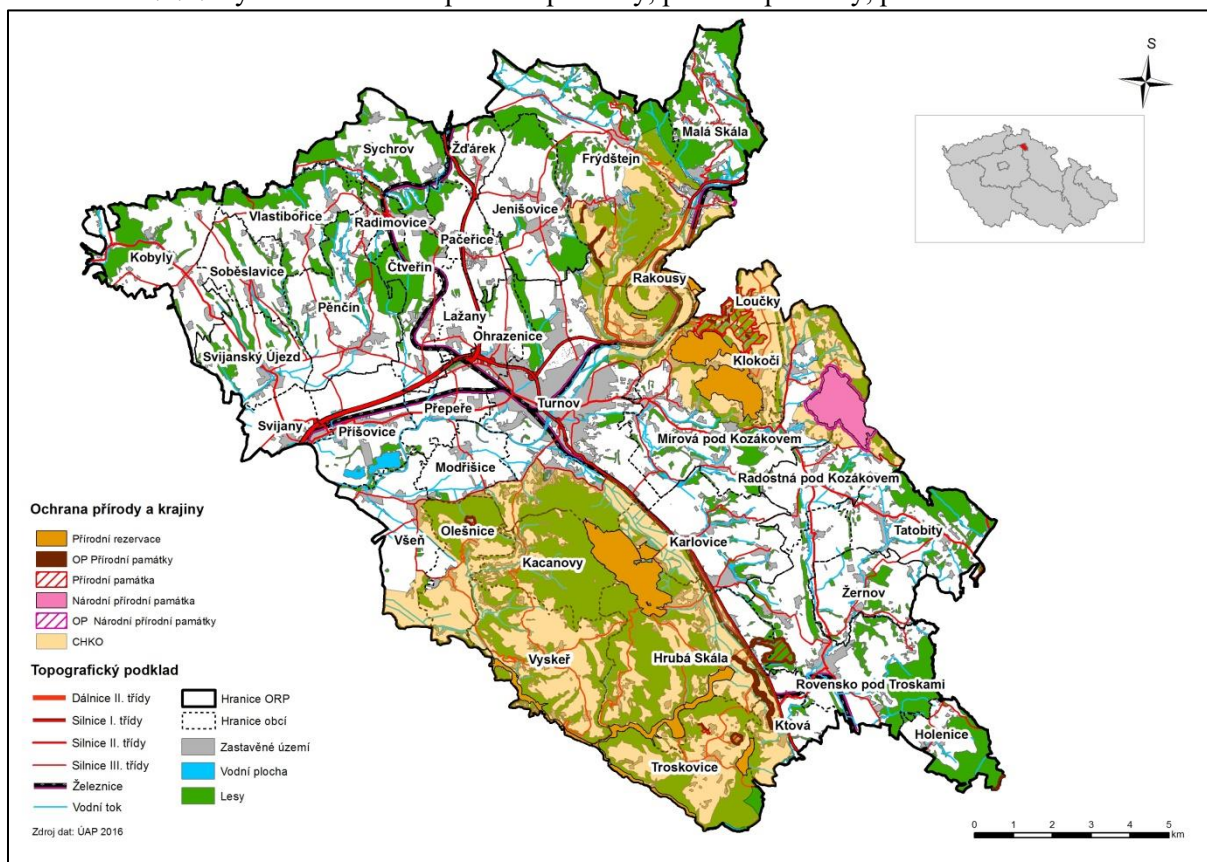 S
Malá Skála
Sychrov
Žďárek
Frýdštejn
Vlastibořice
Jenišovice
Radimovice
Pačeřice
Kobyly
Čtveřín
Rakousy
Soběslavice
Loučky
Pěnčín
Lažany
Ohrazenice
Klokočí
Svijanský Újezd
Turnov
Přepeře
Svijany
Příšovice
Mírová pod Kozákovem
Modřišice
Radostná pod Kozákovem
Olešnice
Tatobity
Všeň
Karlovice
Kacanovy
Žernov
Vyskeř
Hrubá Skála
Rovensko pod Troskami
Ktová
Holenice
Troskovice
Ochrana přírody a krajiny
Přírodní rezervace
OP Přírodní památky
Přírodní památka
Národní přírodní památka
OP Národní přírodní památky
CHKO
Topografický podklad
Dálnice II. třídy
Silnice I. třídy
Silnice II. třídy
Silnice III. třídy
Železnice
Vodní tok
Hranice ORP
Hranice obcí
Zastavěné území
Vodní plocha
Lesy
Zdroj dat: ÚAP 2016
0 1 2 3 4 5
km